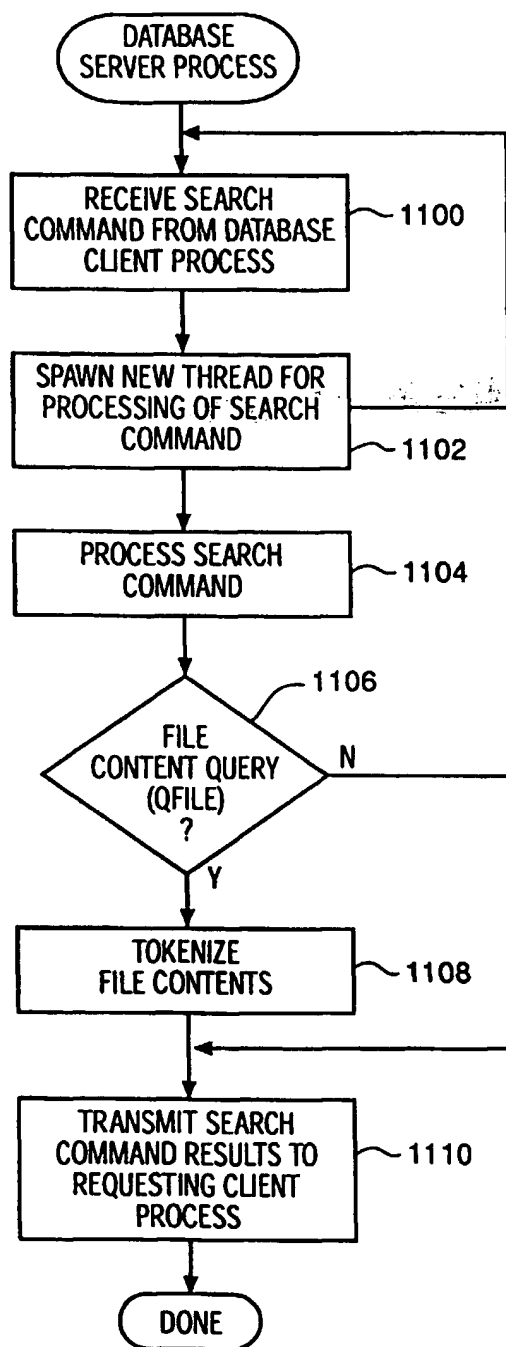 DATABASE
SERVER PROCESS
RECEIVE SEARCH
COMMAND FROM DATABASE
CLIENT PROCESS
1100
SPAWN NEW THREAD FOR
PROCESSING OF SEARCH
COMMAND
1102
PROCESS SEARCH
COMMAND
1104
1106
FILE
CONTENT QUERY
(QFILE)
?
N
Y
TOKENIZE
FILE CONTENTS
1108
TRANSMIT SEARCH
COMMAND RESULTS TO
REQUESTING CLIENT
PROCESS
1110
DONE